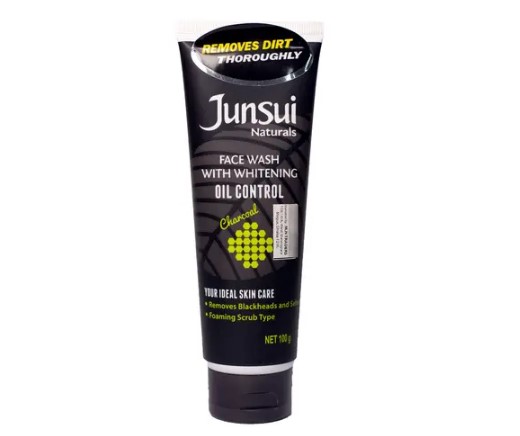 REMOVES DIRT
THOROUGHLY
Junsui
Naturals
FACE WASH
WITH WHITENING
OIL CONTROL
Charcoal
YOUR IDEAL SKIN CARE
• Removes Blackheads and
• Foaming Scrub Type
NET 100 g